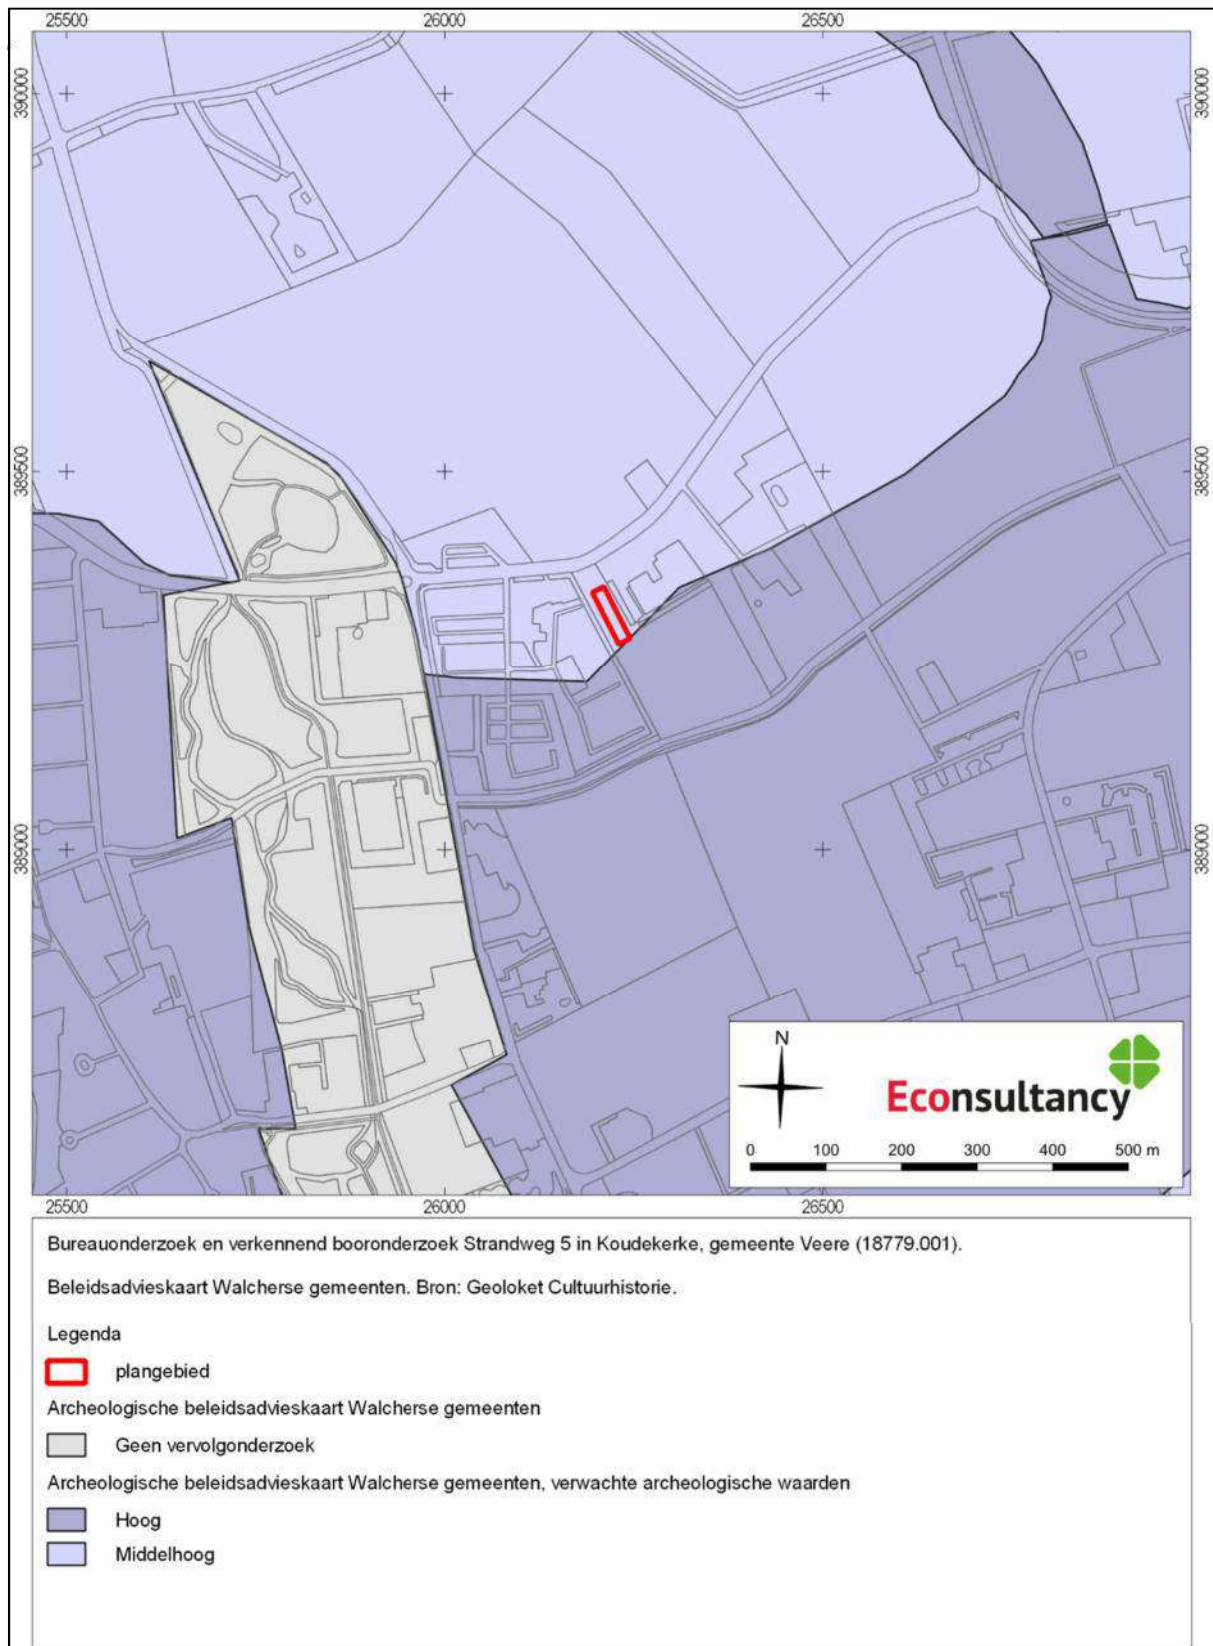 25500 26000 26500
390000 390000
389500 389500
389000 389000
N
Econsultancy
0 100 200 300 400 500 m
25500 26000 26500
Bureauonderzoek en verkennend booronderzoek Strandweg 5 in Koudekerke, gemeente Veere (18779.001).
Beleidsadvieskaart Walcherse gemeenten. Bron: Geoloket Cultuurhistorie.
Legenda
plangebied
Archeologische beleidsadvieskaart Walcherse gemeenten
Geen vervolgonderzoek
Archeologische beleidsadvieskaart Walcherse gemeenten, verwachte archeologische waarden
Hoog
Middelhoog